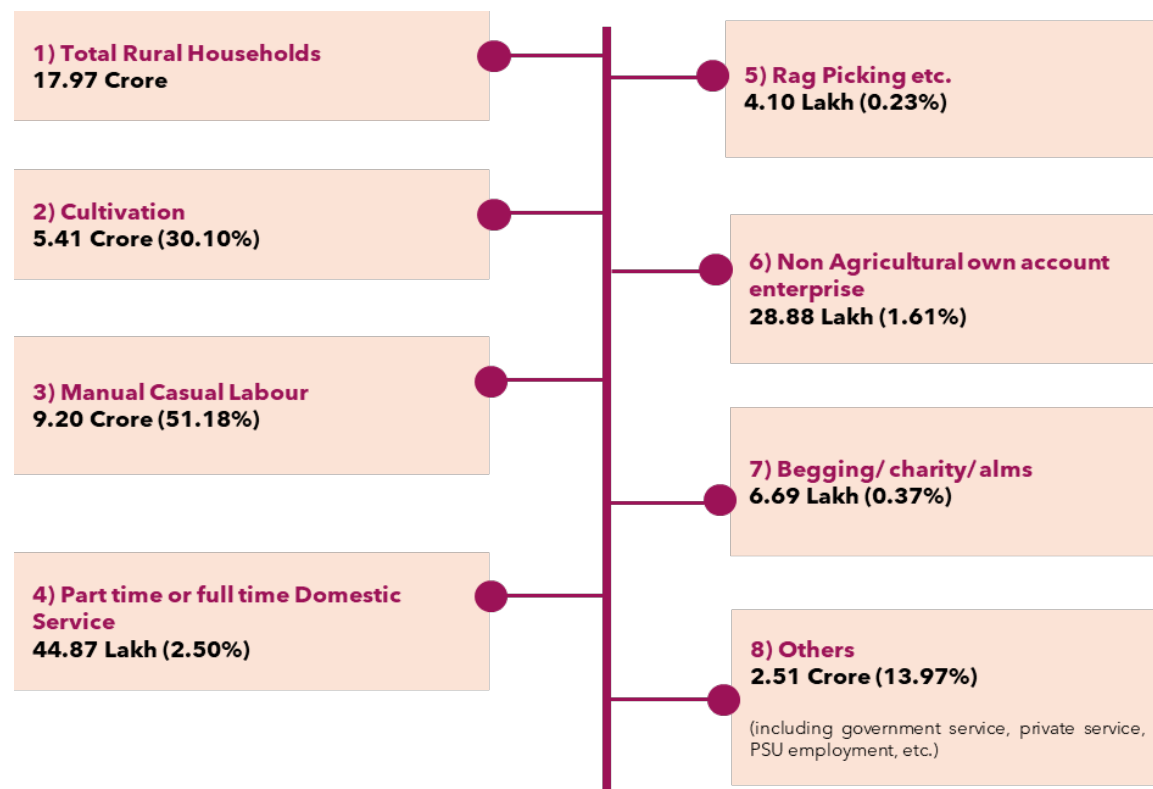 1) Total Rural Households
17.97 Crore
2) Cultivation
5.41 Crore (30.10%)
3) Manual Casual Labour
9.20 Crore (51.18%)
4) Part time or full time Domestic
Service
44.87 Lakh (2.50%)
5) Rag Picking etc.
4.10 Lakh (0.23%)
6) Non Agricultural own account
enterprise
28.88 Lakh (1.61%)
7) Begging/ charity/ alms
6.69 Lakh (0.37%)
8) Others
2.51 Crore (13.97%)
(including government service, private service,
PSU employment, etc.)